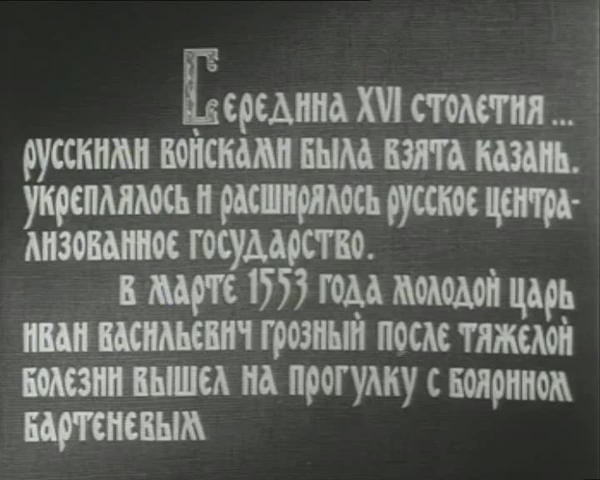 Середина XVI столетия...
русскими войсками была взята казань.
укреплялось и расширялось русское центра-
лизованное государство.
в марте 1553 года молодой царь
иван васильевич грозный после тяжелой
болезни вышел на прогулку с боярином
бартеневым